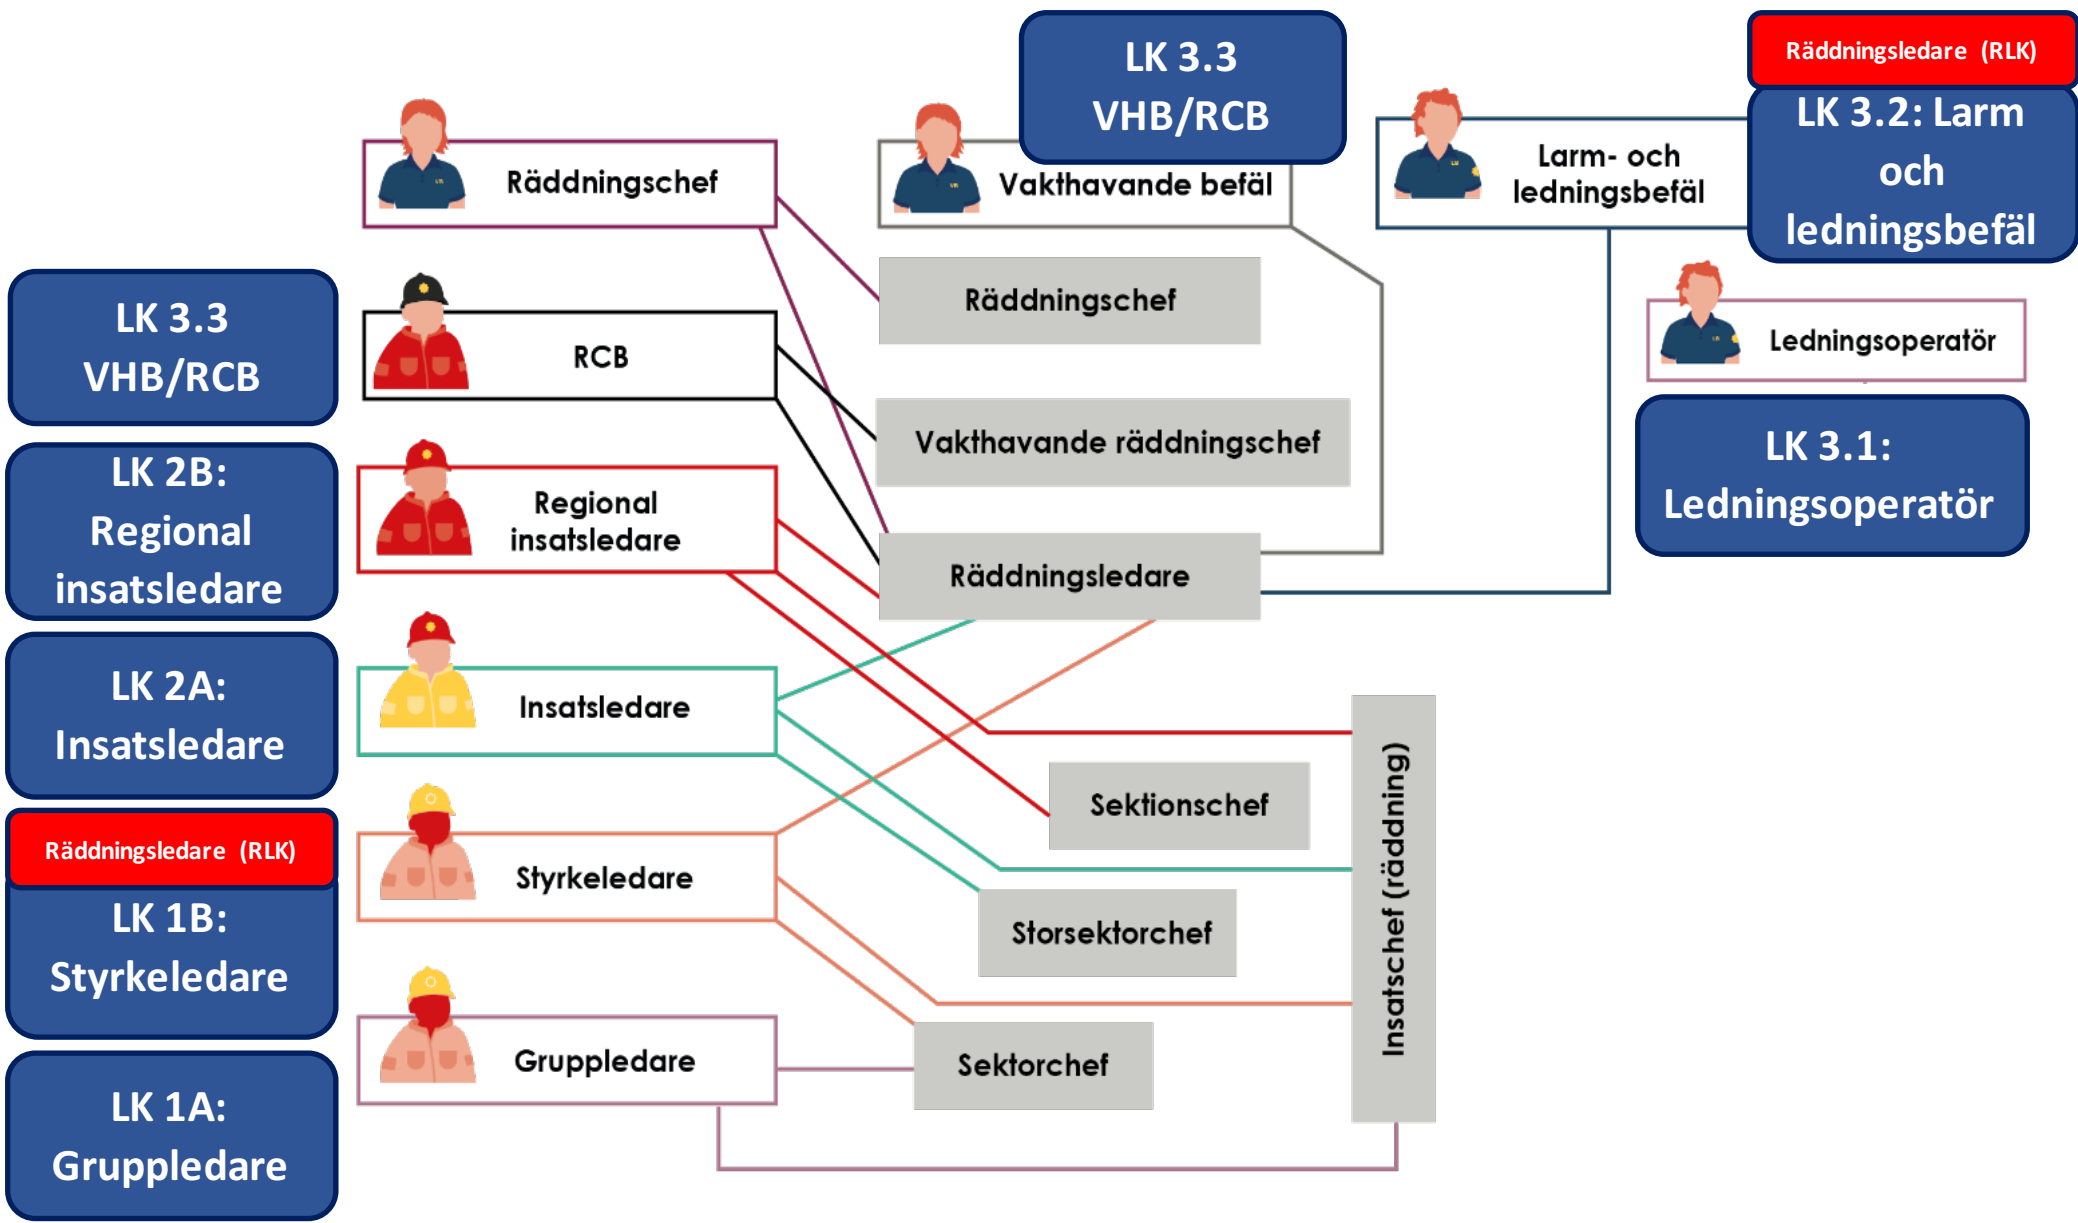 LK 3.3
VHB/RCB
Räddningsledare (RLK)
LK 3.2: Larm
och
ledningsbefäl
Räddningschef
Vakthavande befäl
Larm- och
ledningsbefäl
LK 3.3
VHB/RCB
RCB
Räddningschef
Ledningsoperatör
LK 2B:
Regional
insatsledare
Regional
insatsledare
Vakthavande räddningschef
LK 3.1:
Ledningsoperatör
Räddningsledare
LK 2A:
Insatsledare
Insatsledare
Räddningsledare (RLK)
LK 1B:
Styrkeledare
Styrkeledare
Sektionschef
Storsektorchef
Insatschef (räddning)
LK 1A:
Gruppledare
Gruppledare
Sektorchef